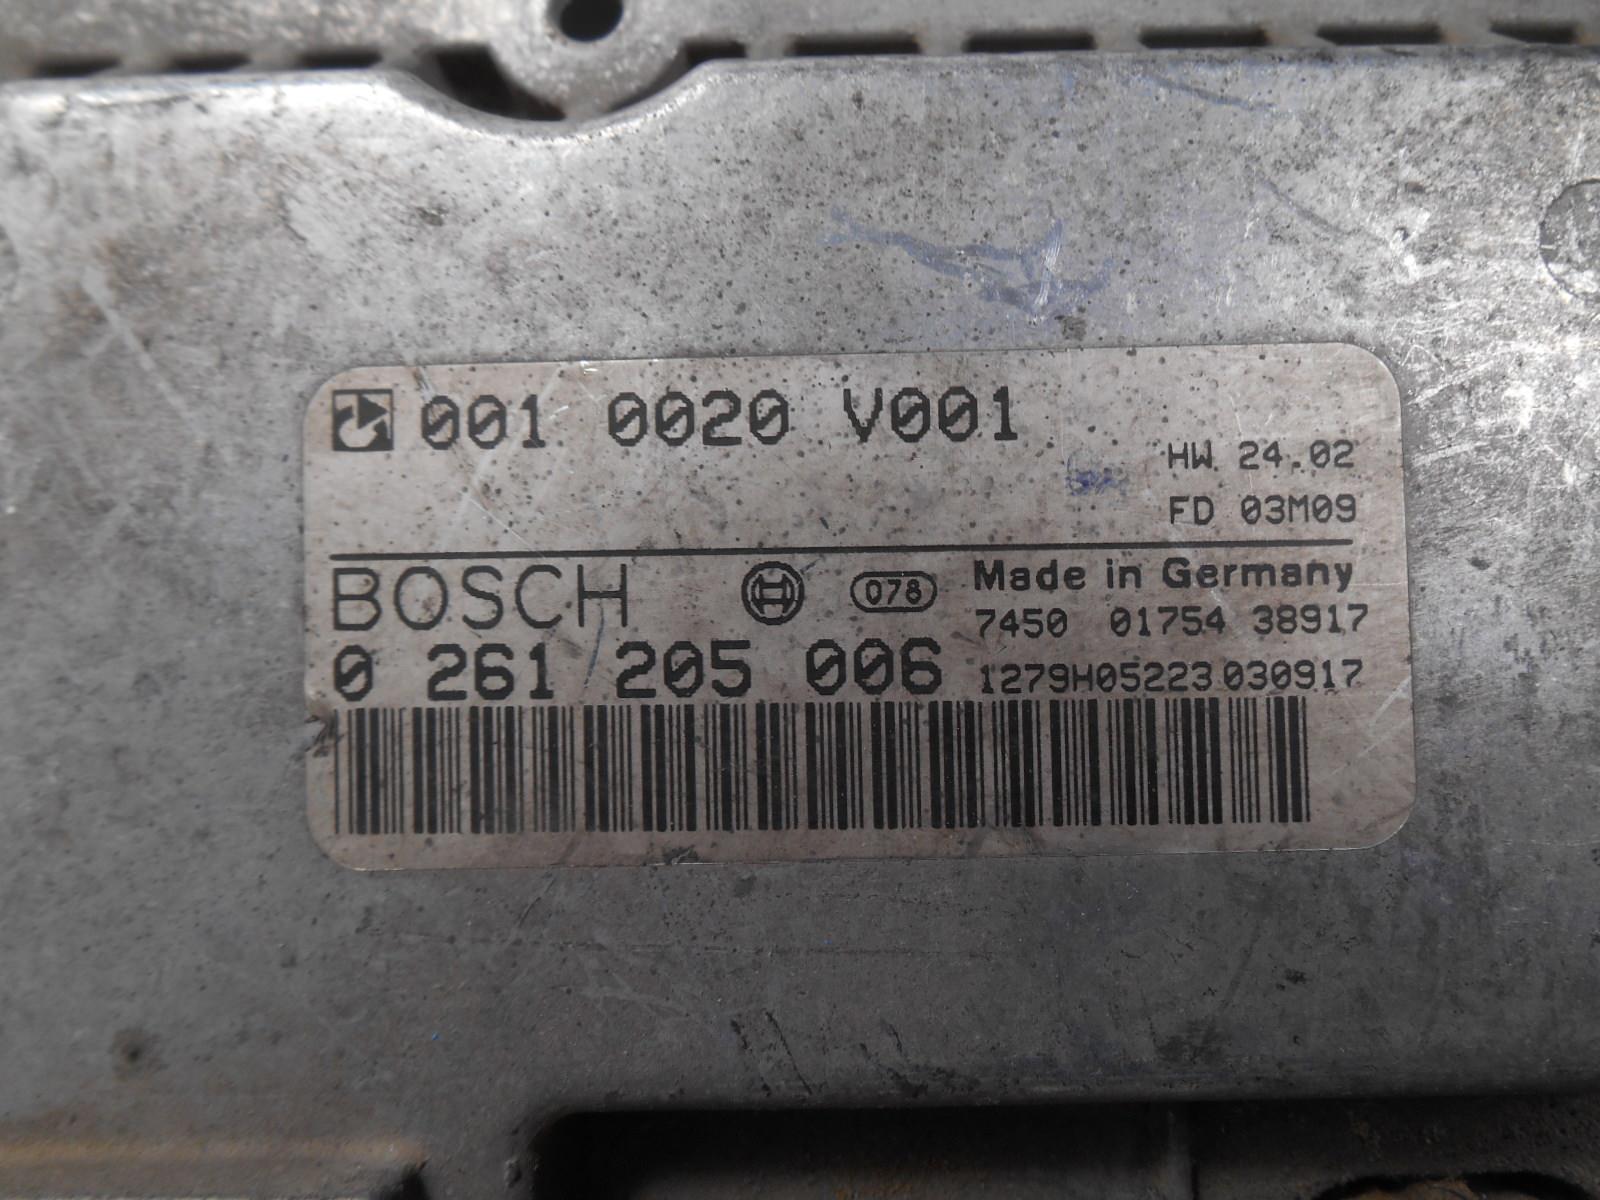 001 0020 V001
HW 24.02
FD 03M09
BOSCH 078 Made in Germany
7450 01754 38917
0 261 205 006 1279H05223 030917